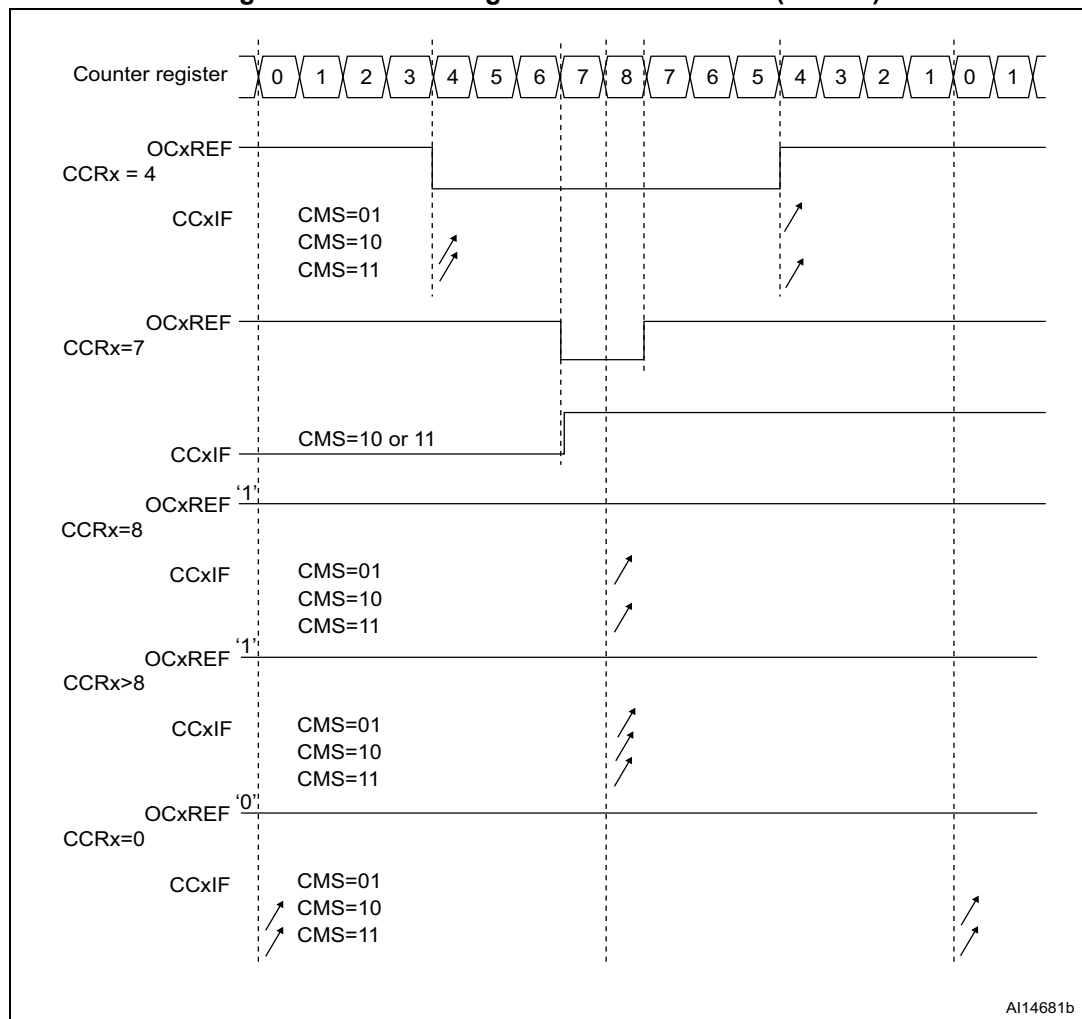 Counter register 0 1 2 3 4 5 6 7 8 7 6 5 4 3 2 1 0 1
OCxREF
CCRx = 4
CCxIF CMS=01
CMS=10
CMS=11
OCxREF
CCRx=7
CMS=10 or 11
CCxIF
OCxREF '1'
CCRx=8
CCxIF CMS=01
CMS=10
CMS=11
OCxREF '1'
CCRx>8
CCxIF CMS=01
CMS=10
CMS=11
OCxREF '0'
CCRx=0
CCxIF CMS=01
CMS=10
CMS=11
AI14681b